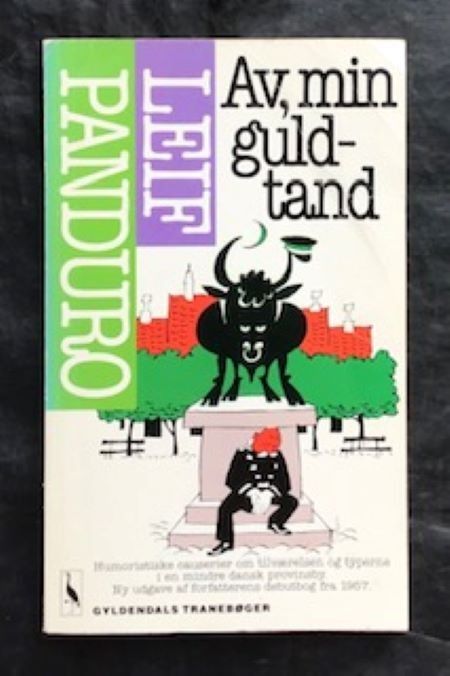 LEIF
PANDURO
Av, min
guld-
tand
Humoristiske causerier om tilværelsen og typerne
i en mindre dansk provinsby.
Ny udgave af forfatterens debutbog fra 1957.
GYLDENDALS TRANEBØGER